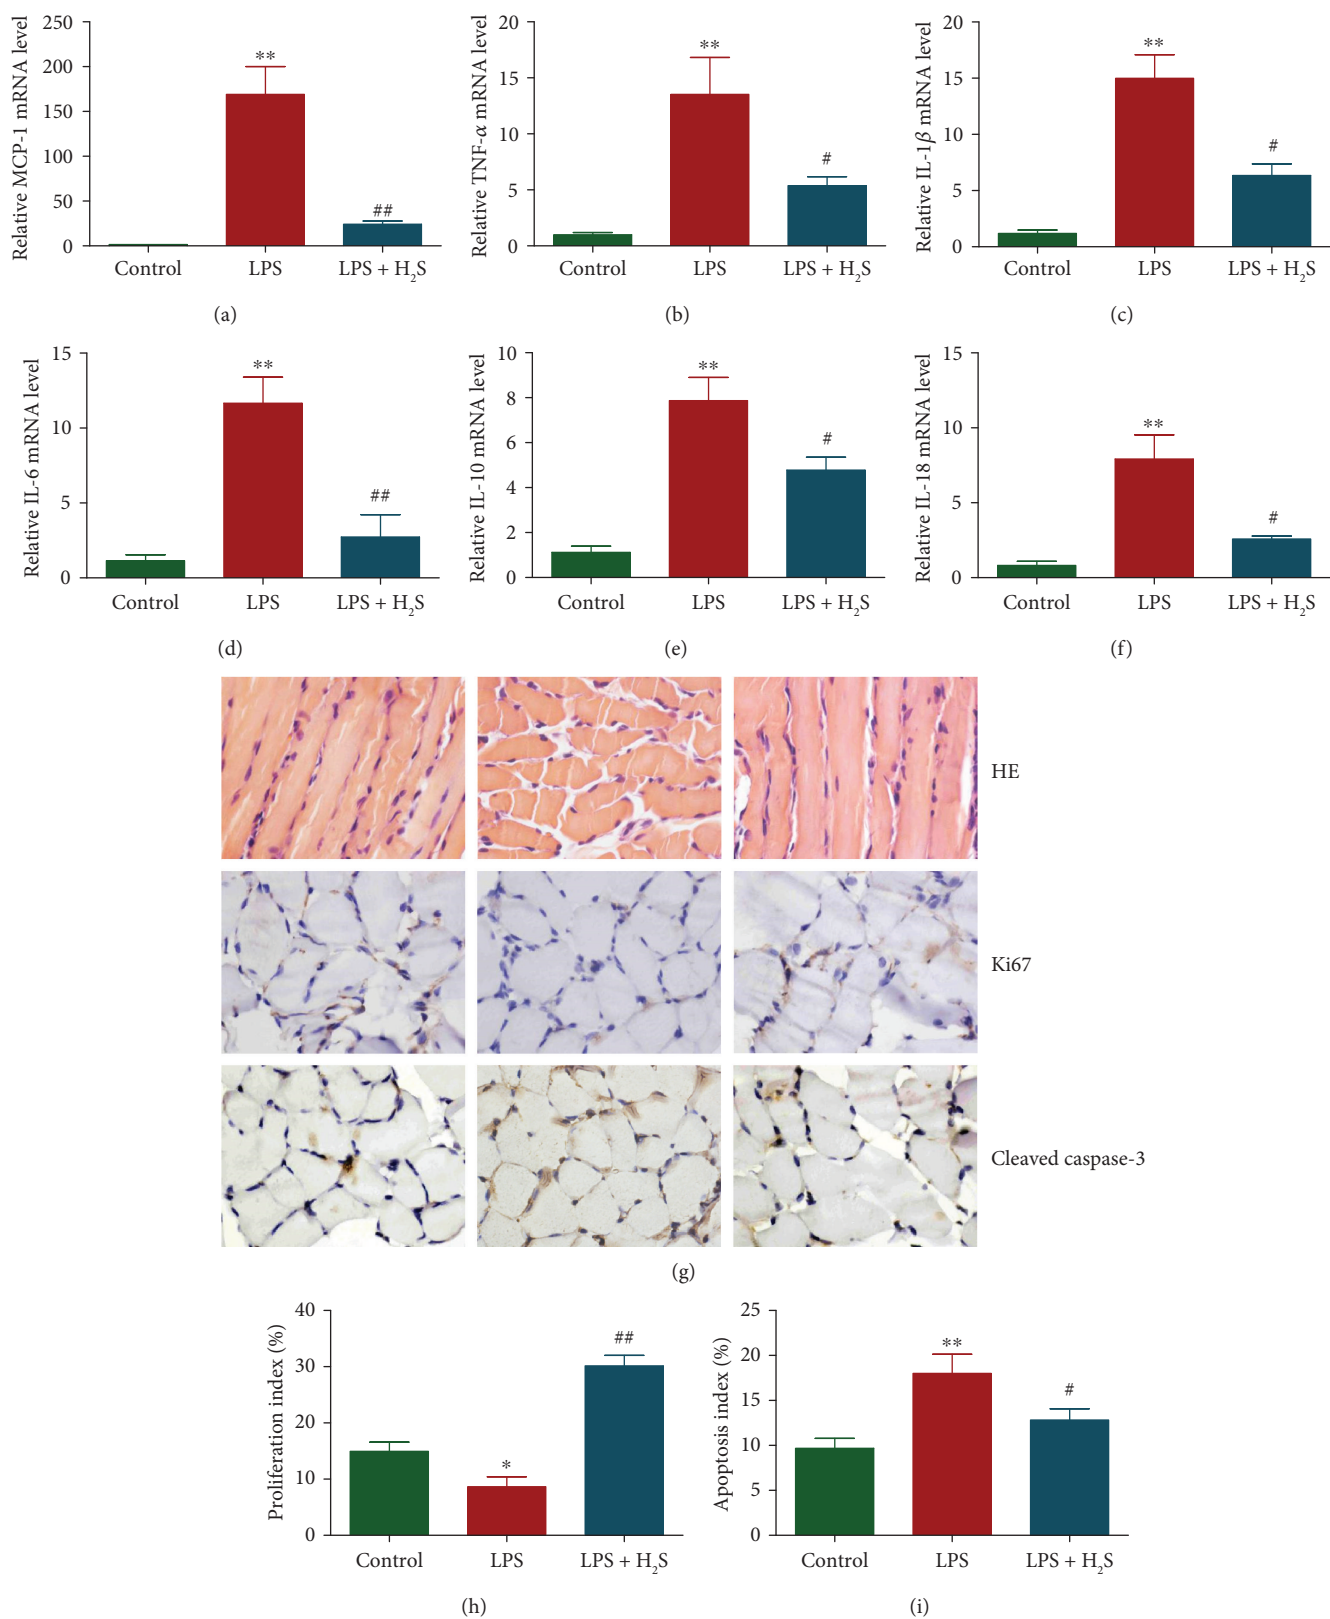 Relative MCP-1 mRNA level
250
200
150
100
50
0
**
##
Control
LPS
LPS + H₂S
(a)
Relative TNF-α mRNA level
20
15
10
5
0
**
#
Control
LPS
LPS + H₂S
(b)
Relative IL-1β mRNA level
20
15
10
5
0
**
#
Control
LPS
LPS + H₂S
(c)
Relative IL-6 mRNA level
15
10
5
0
**
##
Control
LPS
LPS + H₂S
(d)
Relative IL-10 mRNA level
10
8
6
4
2
0
**
#
Control
LPS
LPS + H₂S
(e)
Relative IL-18 mRNA level
15
10
5
0
**
#
Control
LPS
LPS + H₂S
(f)
HE
Ki67
Cleaved caspase-3
(g)
Proliferation index (%)
40
30
20
10
0
*
##
Control
LPS
LPS + H₂S
(h)
Apoptosis index (%)
25
20
15
10
5
0
**
#
Control
LPS
LPS + H₂S
(i)